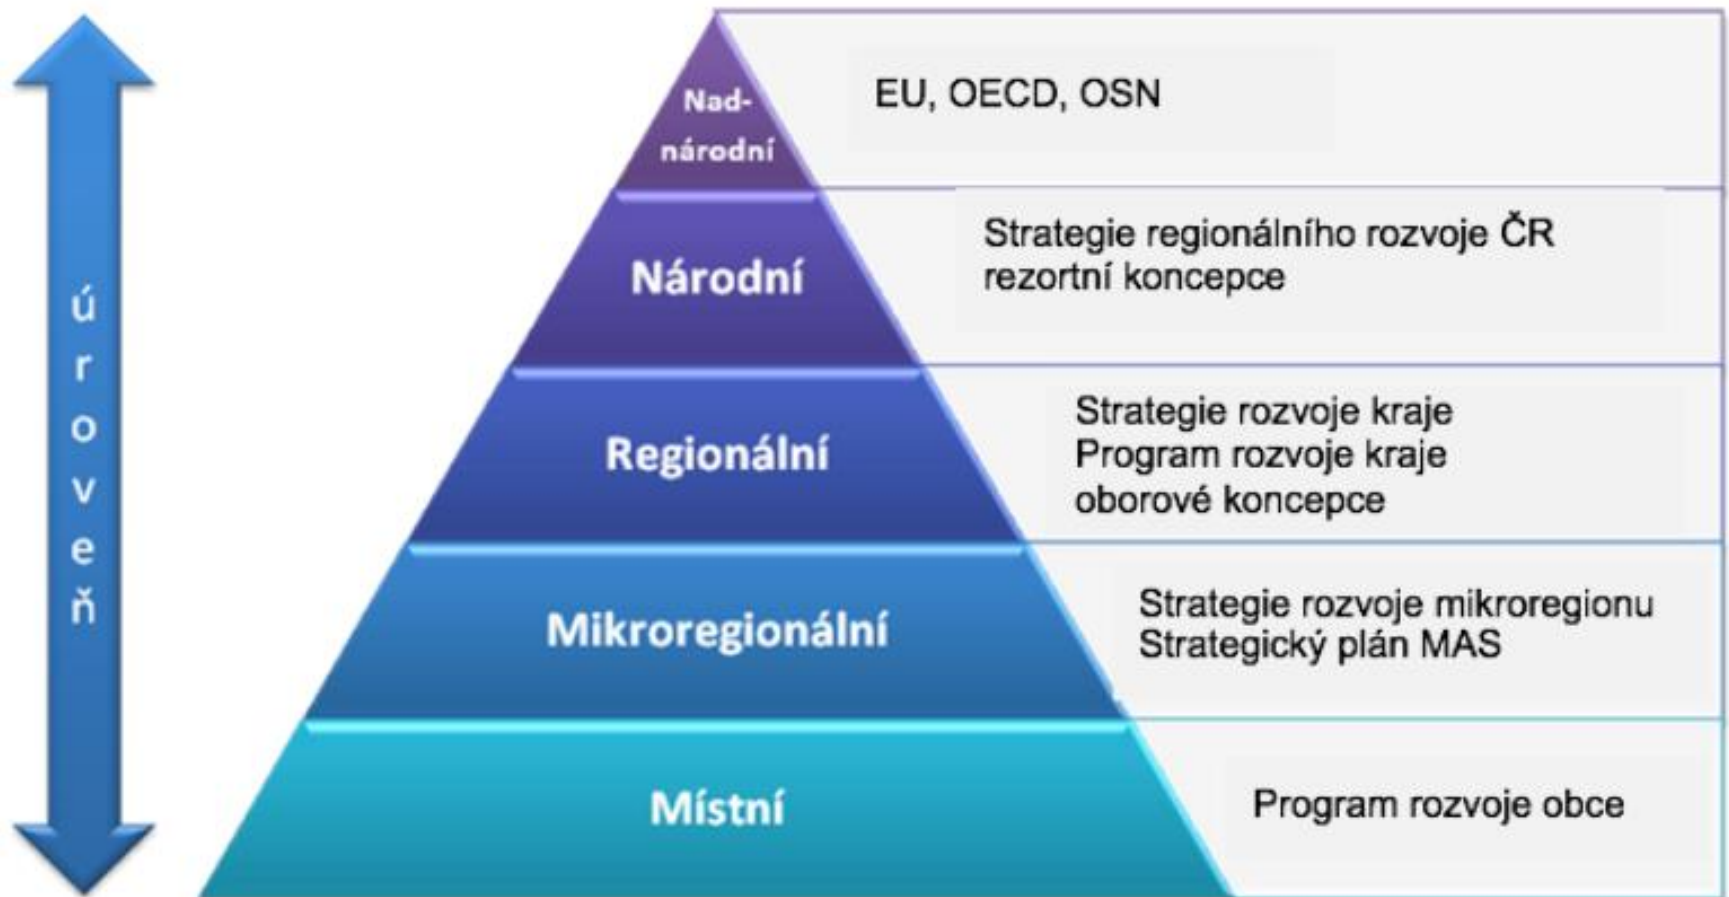 úroveň
Nad-
národní
EU, OECD, OSN
Národní
Strategie regionálního rozvoje ČR
rezortní koncepce
Regionální
Strategie rozvoje kraje
Program rozvoje kraje
oborové koncepce
Mikroregionální
Strategie rozvoje mikroregionu
Strategický plán MAS
Místní
Program rozvoje obce